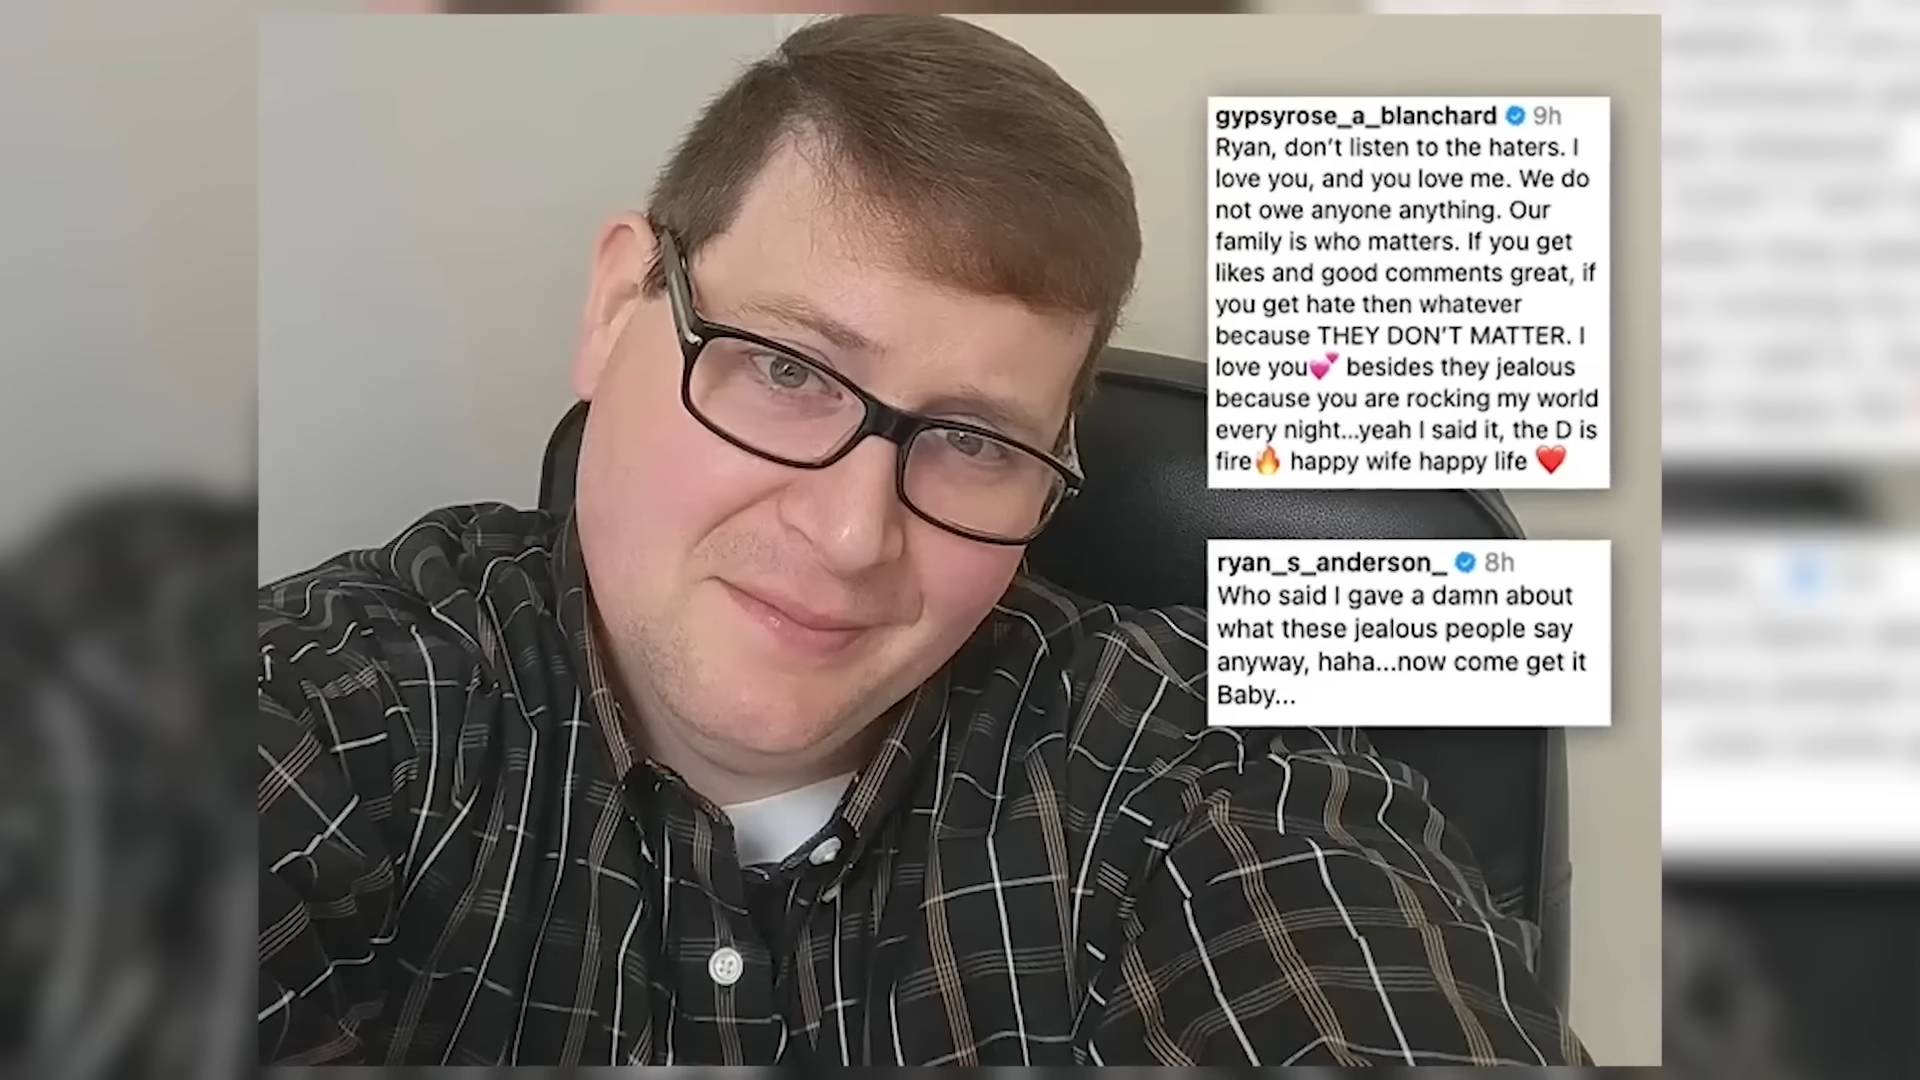 gypsyrose_a_blanchard 9h
Ryan, don't listen to the haters. I
love you, and you love me. We do
not owe anyone anything. Our
family is who matters. If you get
likes and good comments great, if
you get hate then whatever
because THEY DON'T MATTER. I
love you💕 besides they jealous
because you are rocking my world
every night...yeah I said it, the D is
fire🔥 happy wife happy life ❤️
ryan_s_anderson_ 8h
Who said I gave a damn about
what these jealous people say
anyway, haha...now come get it
Baby...